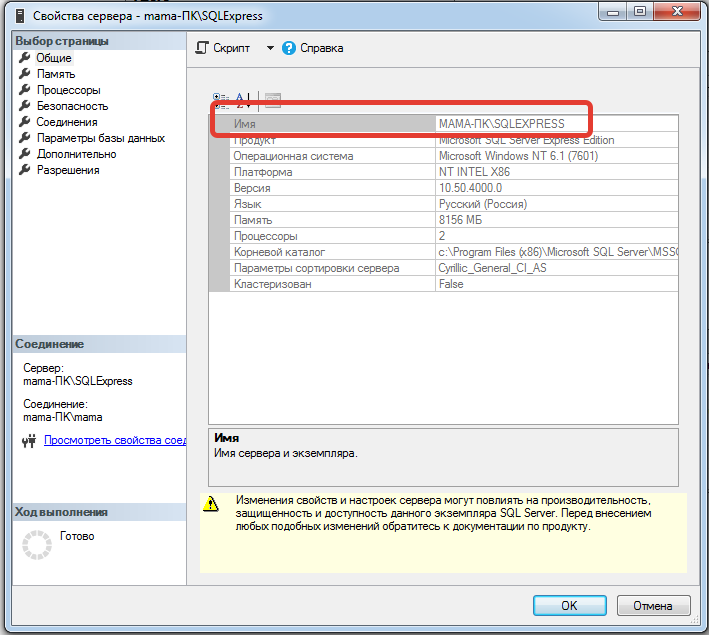 Свойства сервера - mama-ПК\SQLExpress
Выбор страницы
Общие
Память
Процессоры
Безопасность
Соединения
Параметры базы данных
Дополнительно
Разрешения
Скрипт
Справка
Имя MAMA-ПК\SQLEXPRESS
Продукт Microsoft SQL Server Express Edition
Операционная система Microsoft Windows NT 6.1 (7601)
Платформа NT INTEL X86
Версия 10.50.4000.0
Язык Русский (Россия)
Память 8156 МБ
Процессоры 2
Корневой каталог c:\Program Files (x86)\Microsoft SQL Server\MSSQ
Параметры сортировки сервера Cyrillic_General_CI_AS
Кластеризован False
Соединение
Сервер:
mama-ПК\SQLExpress
Соединение:
mama-ПК\mama
Просмотреть свойства соед
Имя
Имя сервера и экземпляра.
Ход выполнения
Готово
Изменения свойств и настроек сервера могут повлиять на производительность,
защищенность и доступность данного экземпляра SQL Server. Перед внесением
любых подобных изменений обратитесь к документации по продукту.
OK
Отмена